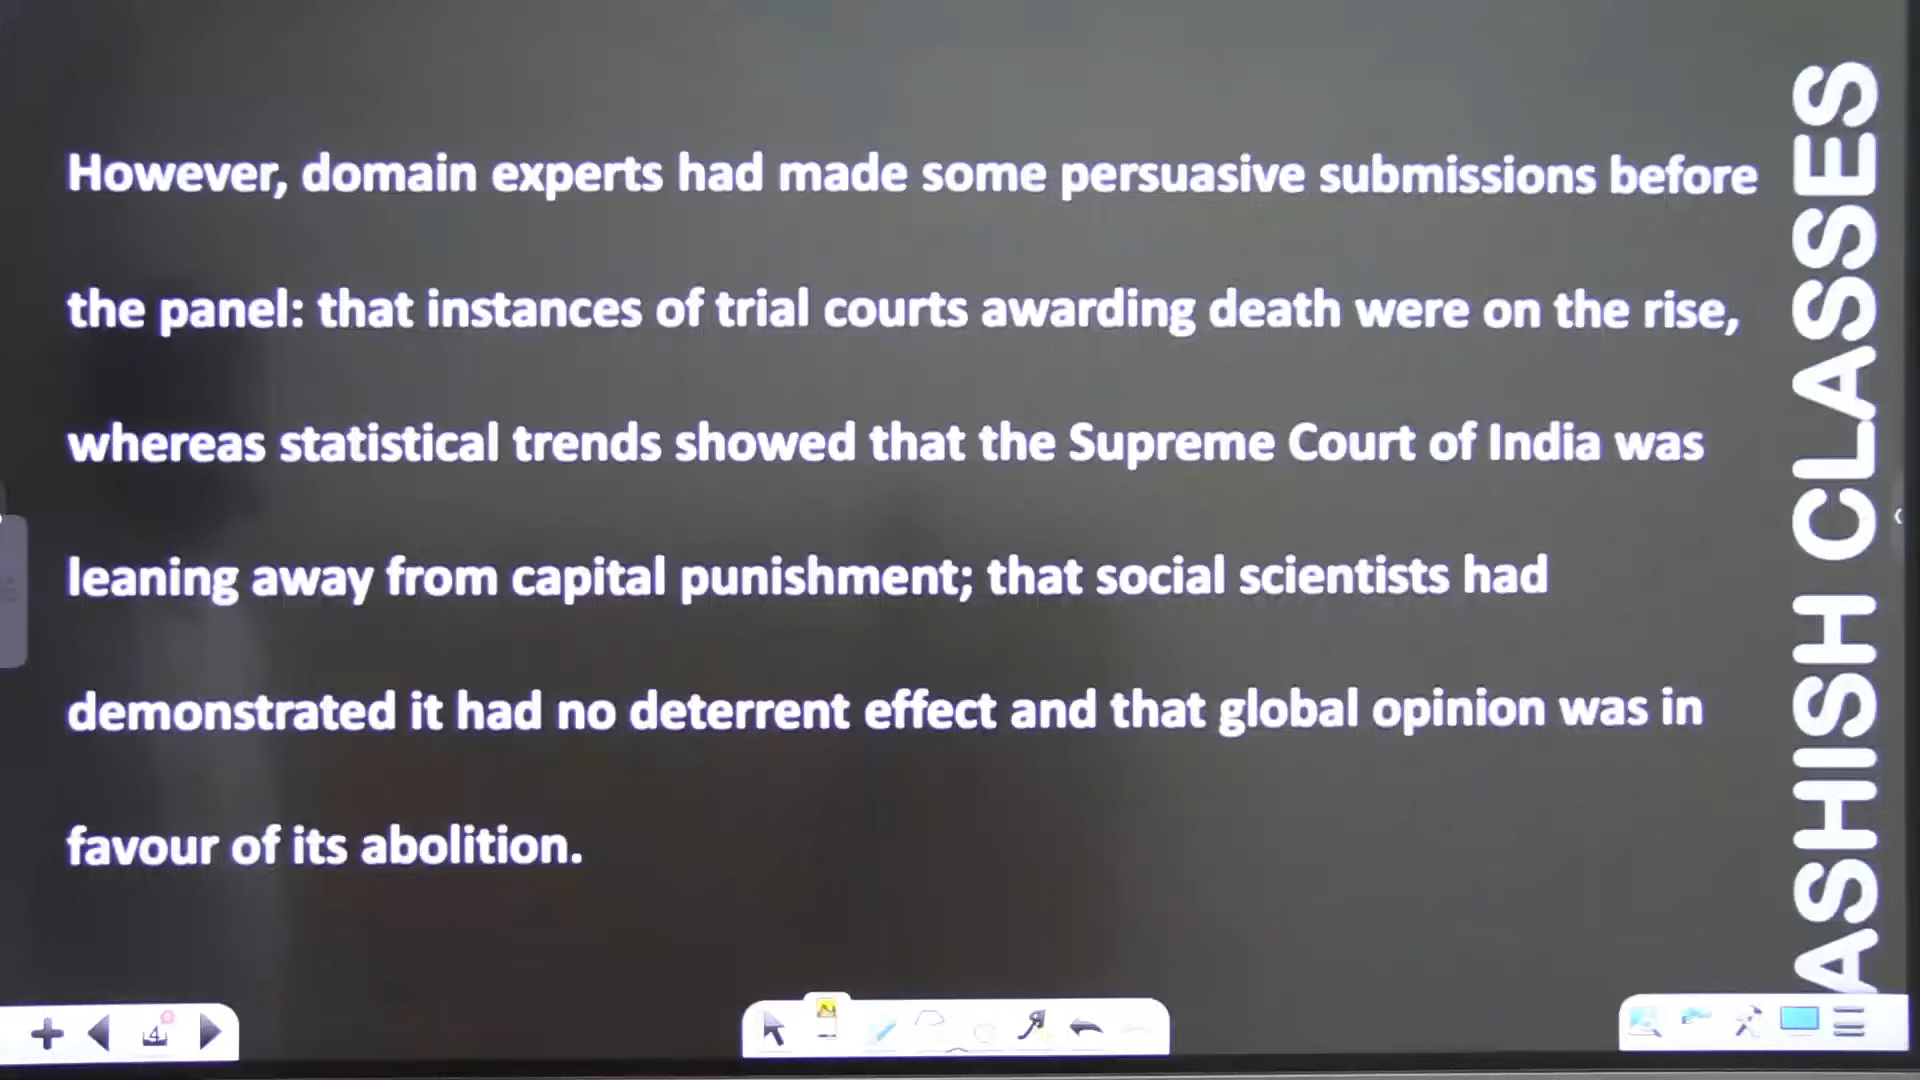 However, domain experts had made some persuasive submissions before
the panel: that instances of trial courts awarding death were on the rise,
whereas statistical trends showed that the Supreme Court of India was
leaning away from capital punishment; that social scientists had
demonstrated it had no deterrent effect and that global opinion was in
favour of its abolition.
ASHISH CLASSES
4